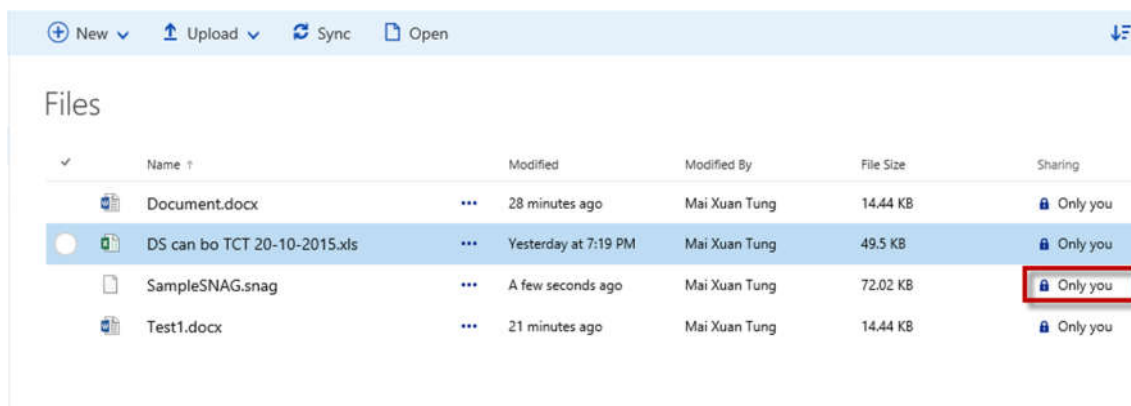 New Upload Sync Open
Files
Name Modified Modified By File Size Sharing
Document.docx ... 28 minutes ago Mai Xuan Tung 14.44 KB Only you
DS can bo TCT 20-10-2015.xls ... Yesterday at 7:19 PM Mai Xuan Tung 49.5 KB Only you
SampleSNAG.snag ... A few seconds ago Mai Xuan Tung 72.02 KB Only you
Test1.docx ... 21 minutes ago Mai Xuan Tung 14.44 KB Only you